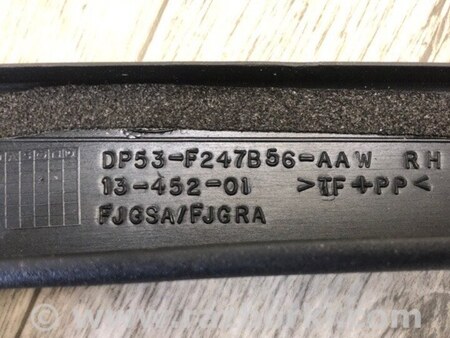 DP53-F247B56-AAW RH
13-452-01 >TF+PP<
FJGSA/FJGRA